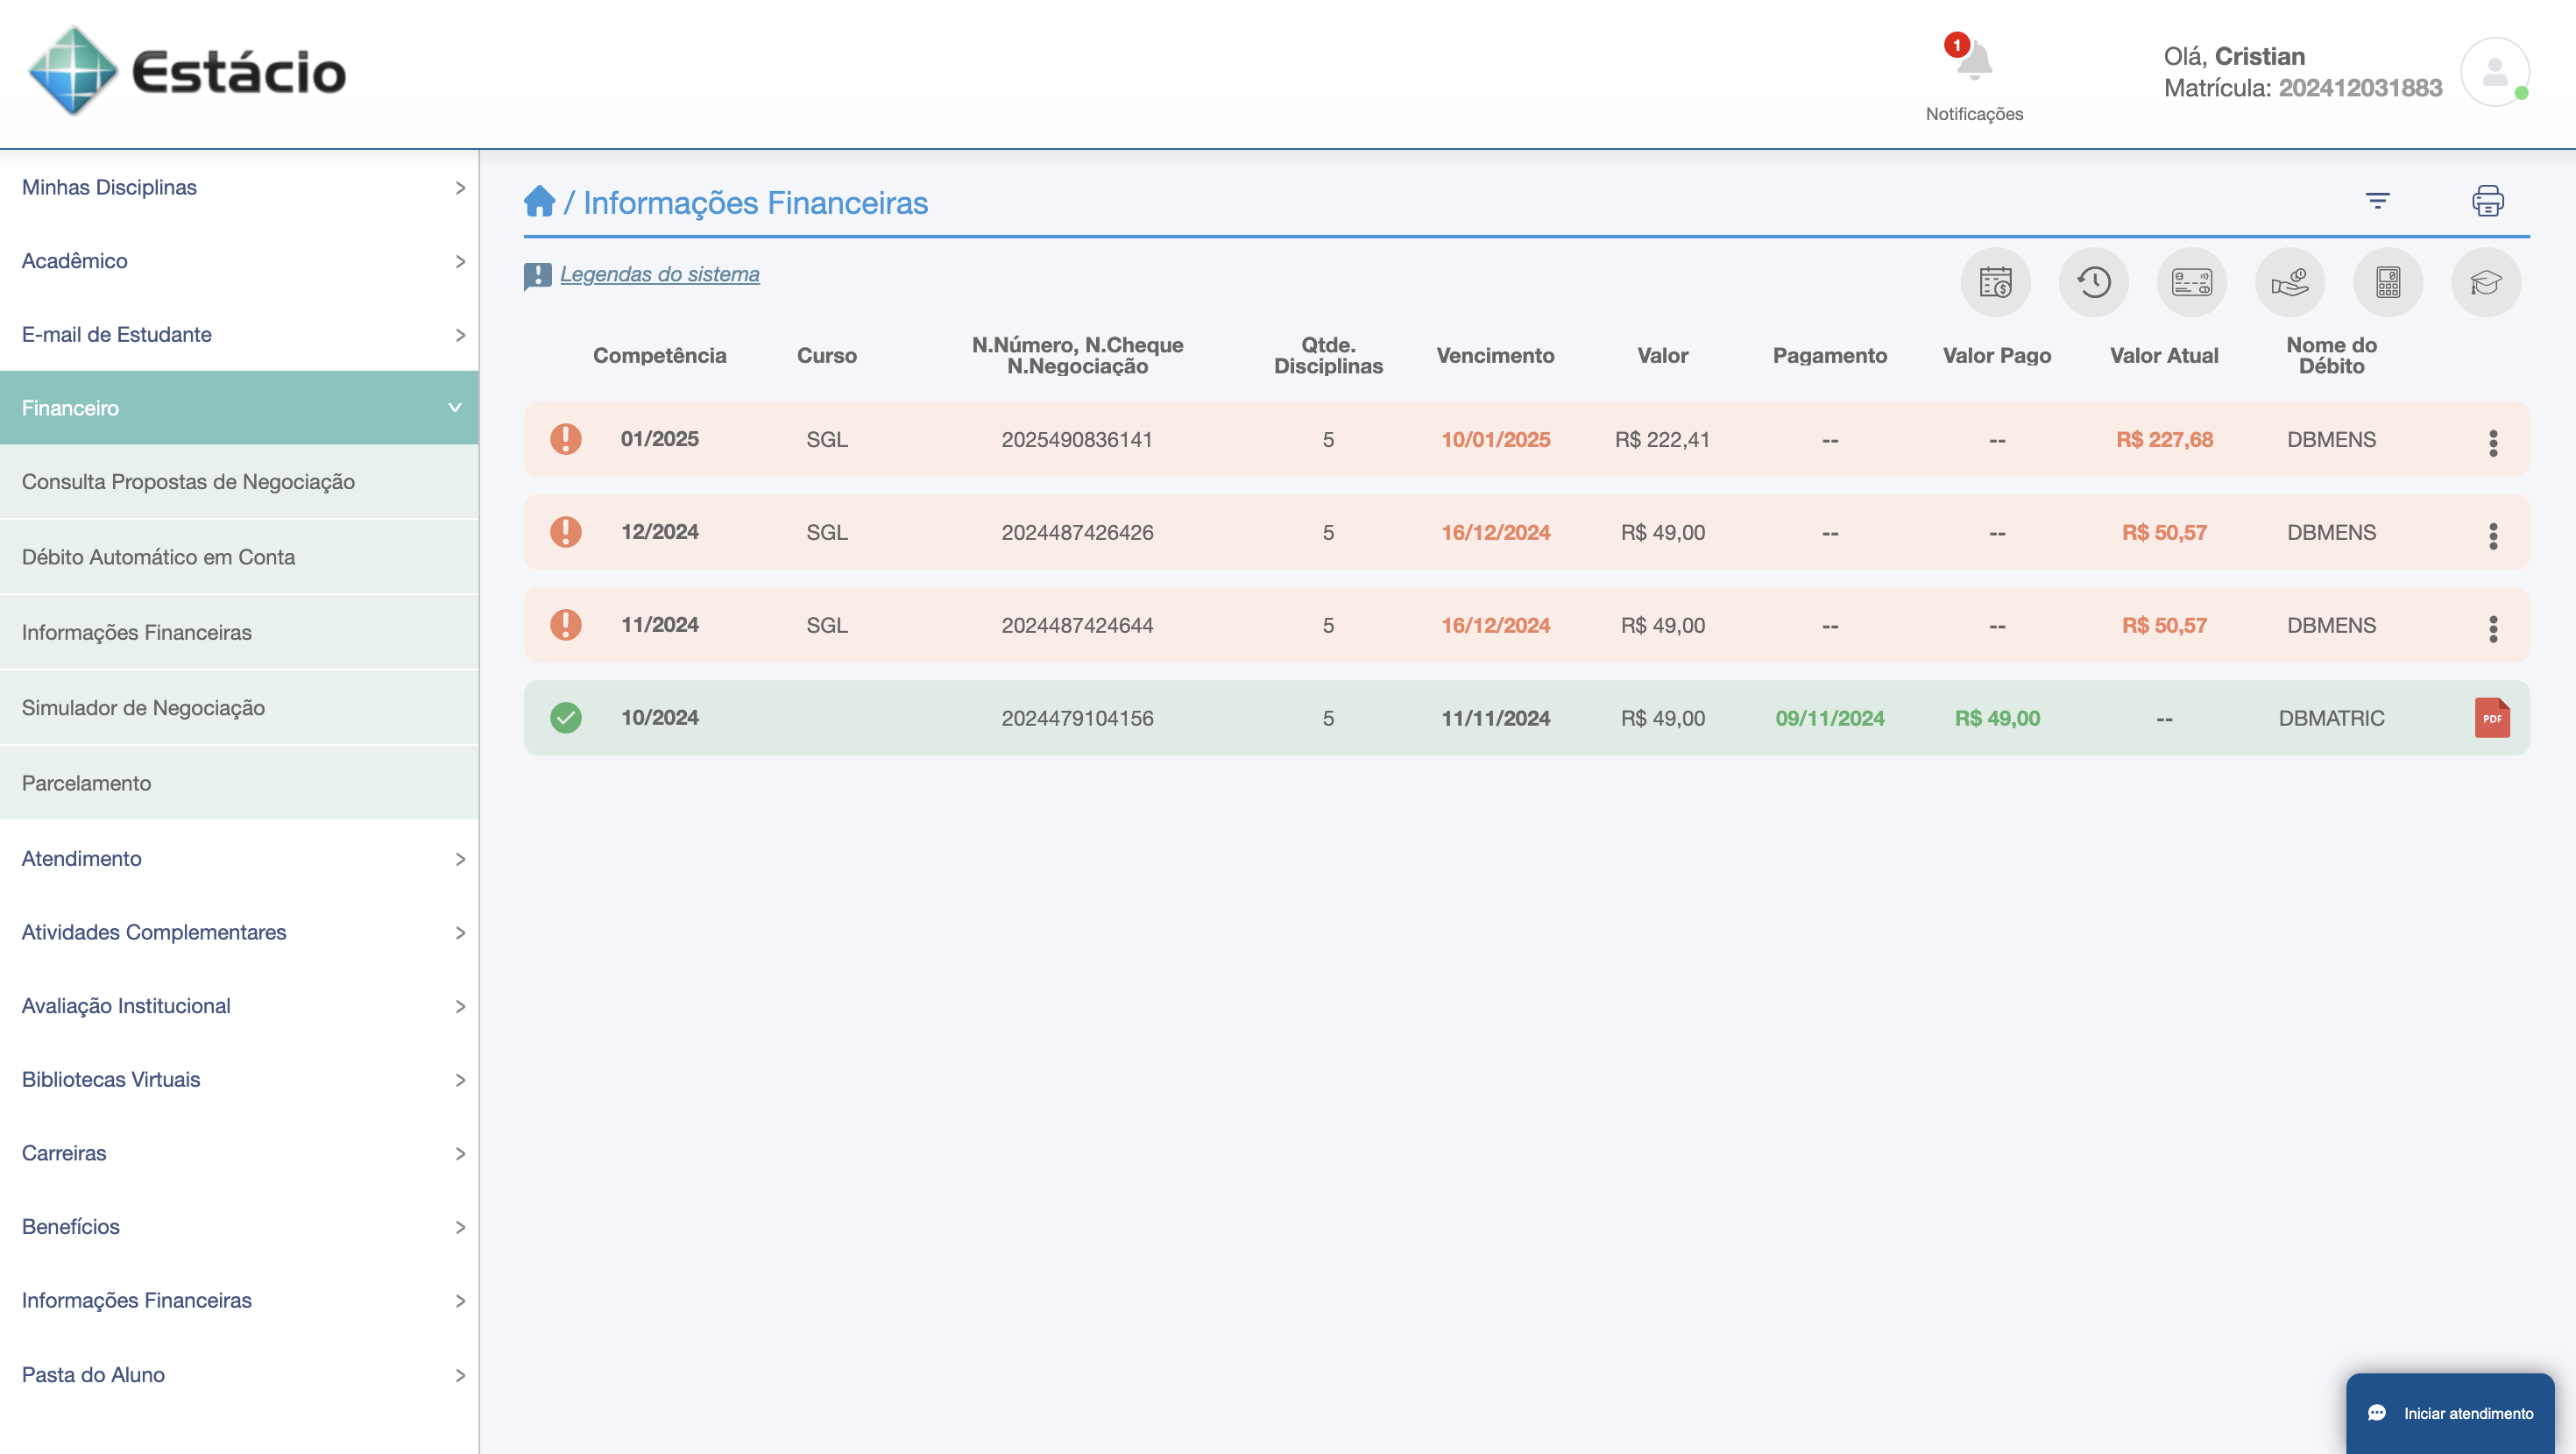 Estácio
1
Notificações
Olá, Cristian
Matrícula: 202412031883
Minhas Disciplinas
Acadêmico
E-mail de Estudante
Financeiro
Consulta Propostas de Negociação
Débito Automático em Conta
Informações Financeiras
Simulador de Negociação
Parcelamento
Atendimento
Atividades Complementares
Avaliação Institucional
Bibliotecas Virtuais
Carreiras
Benefícios
Informações Financeiras
Pasta do Aluno
/ Informações Financeiras
Legendas do sistema
Competência Curso N.Número, N.Cheque N.Negociação Qtde. Disciplinas Vencimento Valor Pagamento Valor Pago Valor Atual Nome do Débito
01/2025 SGL 2025490836141 5 10/01/2025 R$ 222,41 -- -- R$ 227,68 DBMENS
12/2024 SGL 2024487426426 5 16/12/2024 R$ 49,00 -- -- R$ 50,57 DBMENS
11/2024 SGL 2024487424644 5 16/12/2024 R$ 49,00 -- -- R$ 50,57 DBMENS
10/2024 2024479104156 5 11/11/2024 R$ 49,00 09/11/2024 R$ 49,00 -- DBMATRIC PDF
Iniciar atendimento